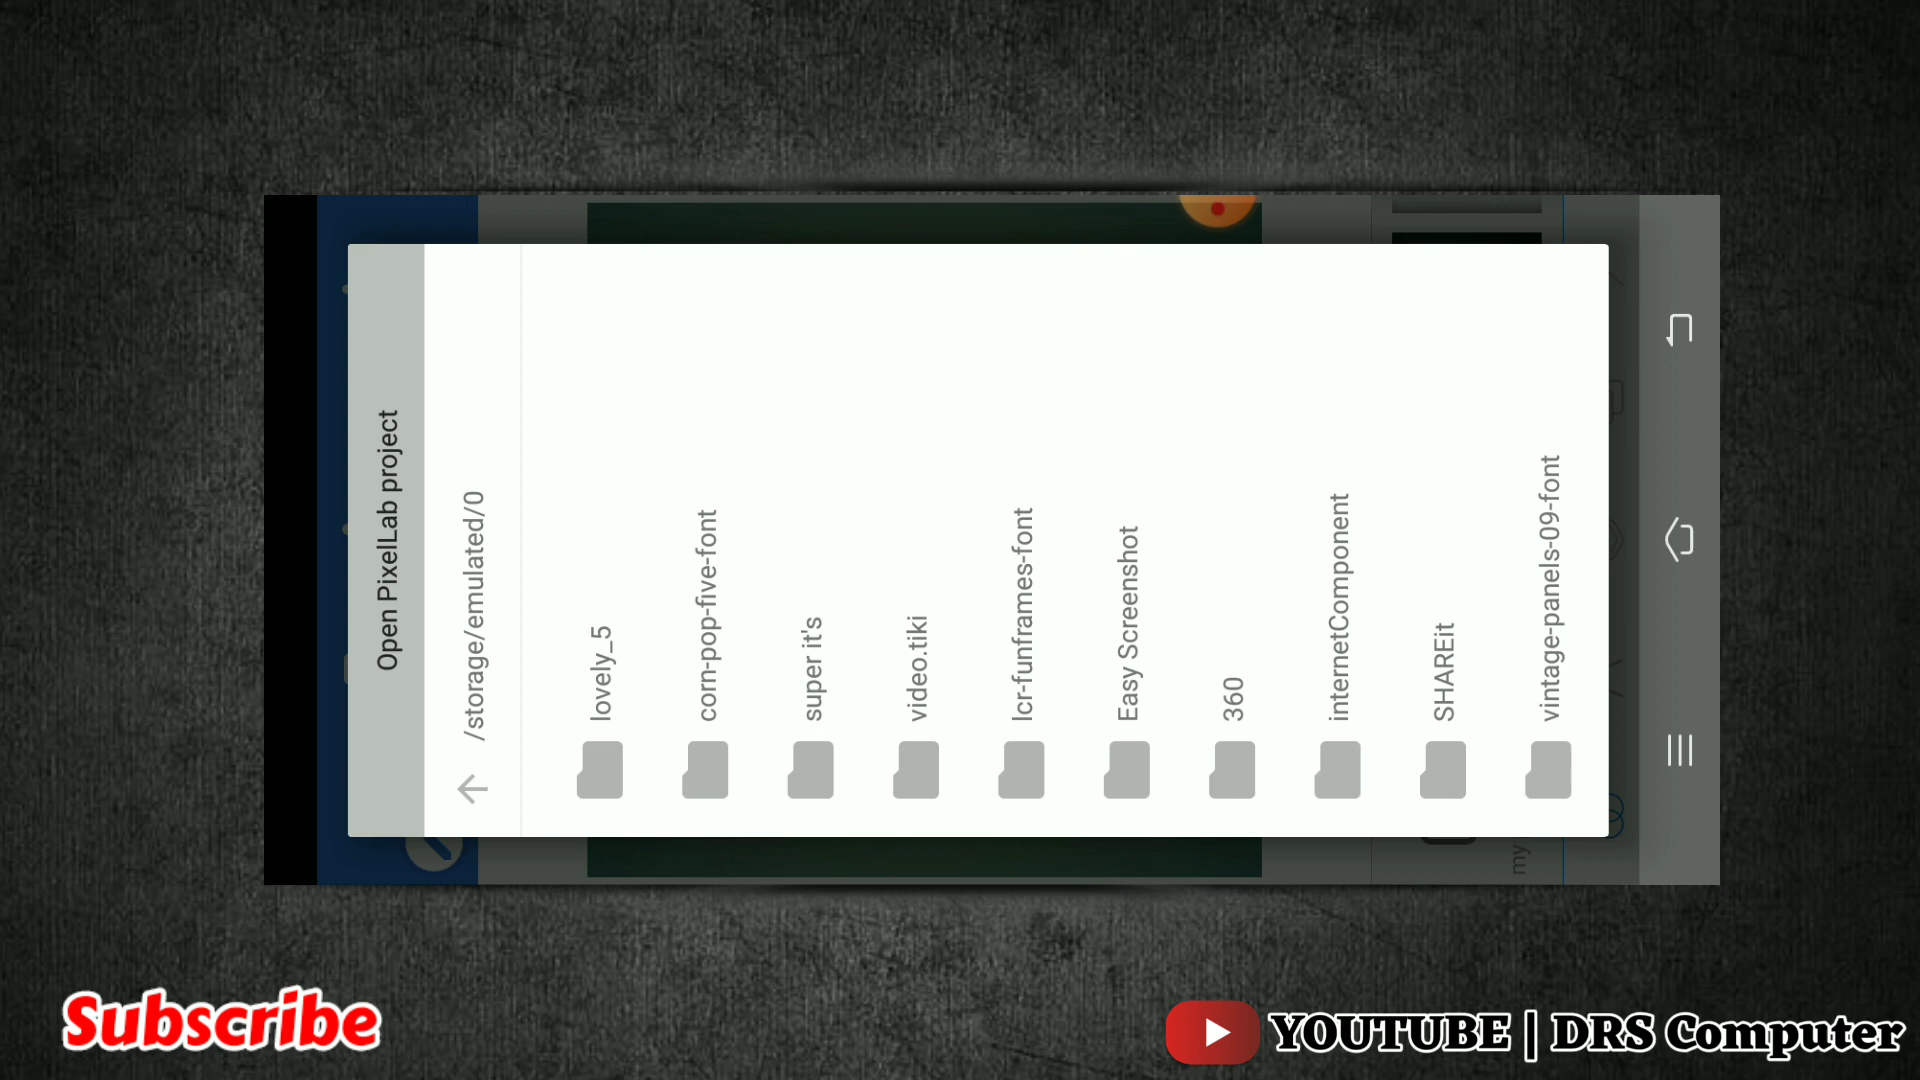 Open PixelLab project
/storage/emulated/0
lovely_5
corn-pop-five-font
super it's
video.tiki
lcr-funframes-font
Easy Screenshot
360
internetComponent
SHAREit
vintage-panels-09-font
my
Subscribe
YOUTUBE | DRS Computer